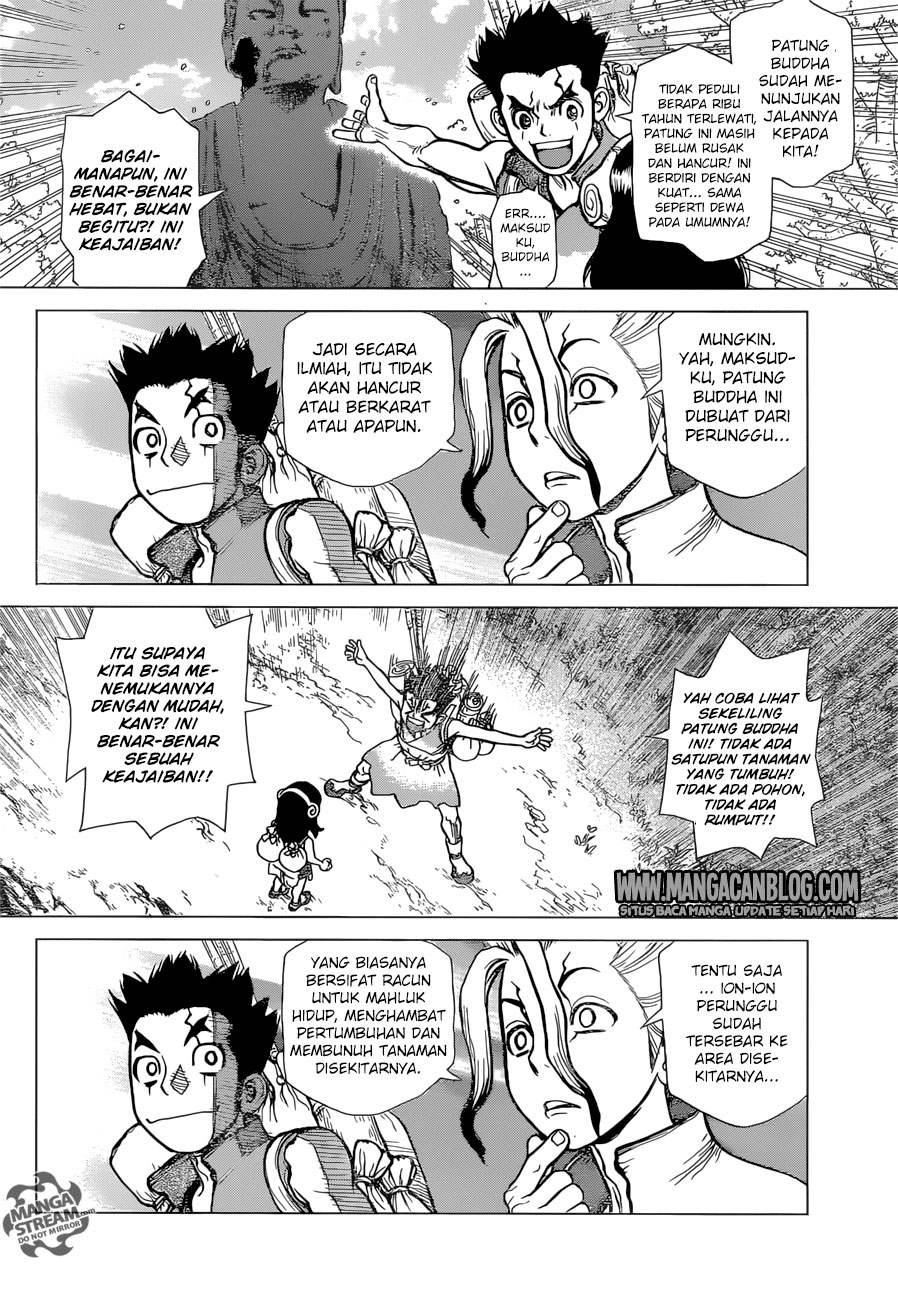 PATUNG
BUDDHA
SUDAH ME-
NUNJUKAN
JALANNYA
KEPADA
KITA!
TIDAK PEDULI
BERAPA RIBU
TAHUN TERLEWATI,
PATUNG INI MASIH
BELUM RUSAK
DAN HANCUR! INI
BERDIRI DENGAN
KUAT... SAMA
SEPERTI DEWA
PADA UMUMNYA!
ERR....
MAKSUD
KU,
BUDDHA
...
BAGAI-
MANAPUN, INI
BENAR-BENAR
HEBAT, BUKAN
BEGITU?! INI
KEAJAIBAN!
MUNGKIN.
YAH, MAKSUD-
KU, PATUNG
BUDDHA INI
DUBUAT DARI
PERUNGGU...
JADI SECARA
ILMIAH, ITU TIDAK
AKAN HANCUR
ATAU BERKARAT
ATAU APAPUN.
YAH COBA LIHAT
SEKELILING
PATUNG BUDDHA
INI! TIDAK ADA
SATUPUN TANAMAN
YANG TUMBUH!
TIDAK ADA POHON,
TIDAK ADA
RUMPUT!!
ITU SUPAYA
KITA BISA ME-
NEMUKANNYA
DENGAN MUDAH,
KAN?! INI
BENAR-BENAR
SEBUAH
KEAJAIBAN!!
WWW.MANGACANBLOG.COM
SITUS BACA MANGA UPDATE SETIAP HARI
TENTU SAJA
... ION-ION
PERUNGGU
SUDAH
TERSEBAR KE
AREA DISE-
KITARNYA...
YANG BIASANYA
BERSIFAT RACUN
UNTUK MAHLUK
HIDUP, MENGHAMBAT
PERTUMBUHAN DAN
MEMBUNUH TANAMAN
DISEKITARNYA.
MANGA
STREAM.com
DO NOT MIRROR!